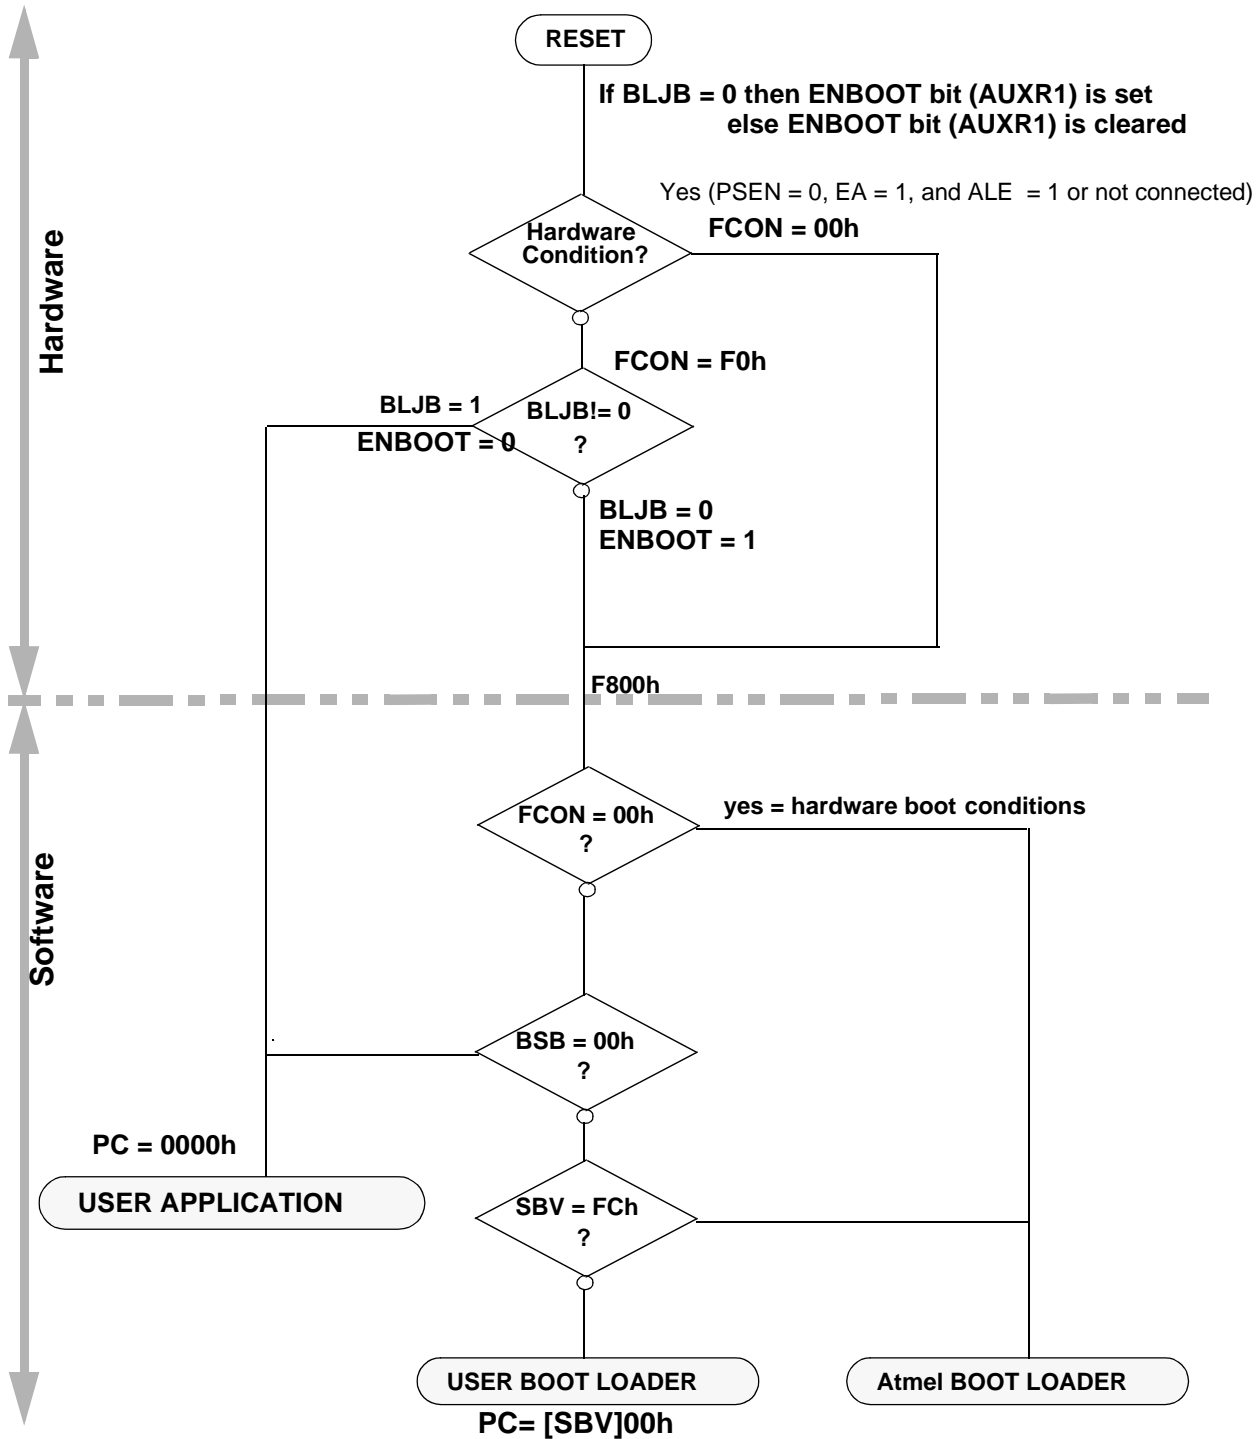 RESET
If BLJB = 0 then ENBOOT bit (AUXR1) is set
else ENBOOT bit (AUXR1) is cleared
Yes (PSEN = 0, EA = 1, and ALE = 1 or not connected)
FCON = 00h
Hardware
Condition?
Hardware
FCON = F0h
BLJB = 1
ENBOOT = 0
BLJB!= 0
?
BLJB = 0
ENBOOT = 1
F800h
FCON = 00h
?
yes = hardware boot conditions
Software
BSB = 00h
?
PC = 0000h
USER APPLICATION
SBV = FCh
?
USER BOOT LOADER
PC= [SBV]00h
Atmel BOOT LOADER